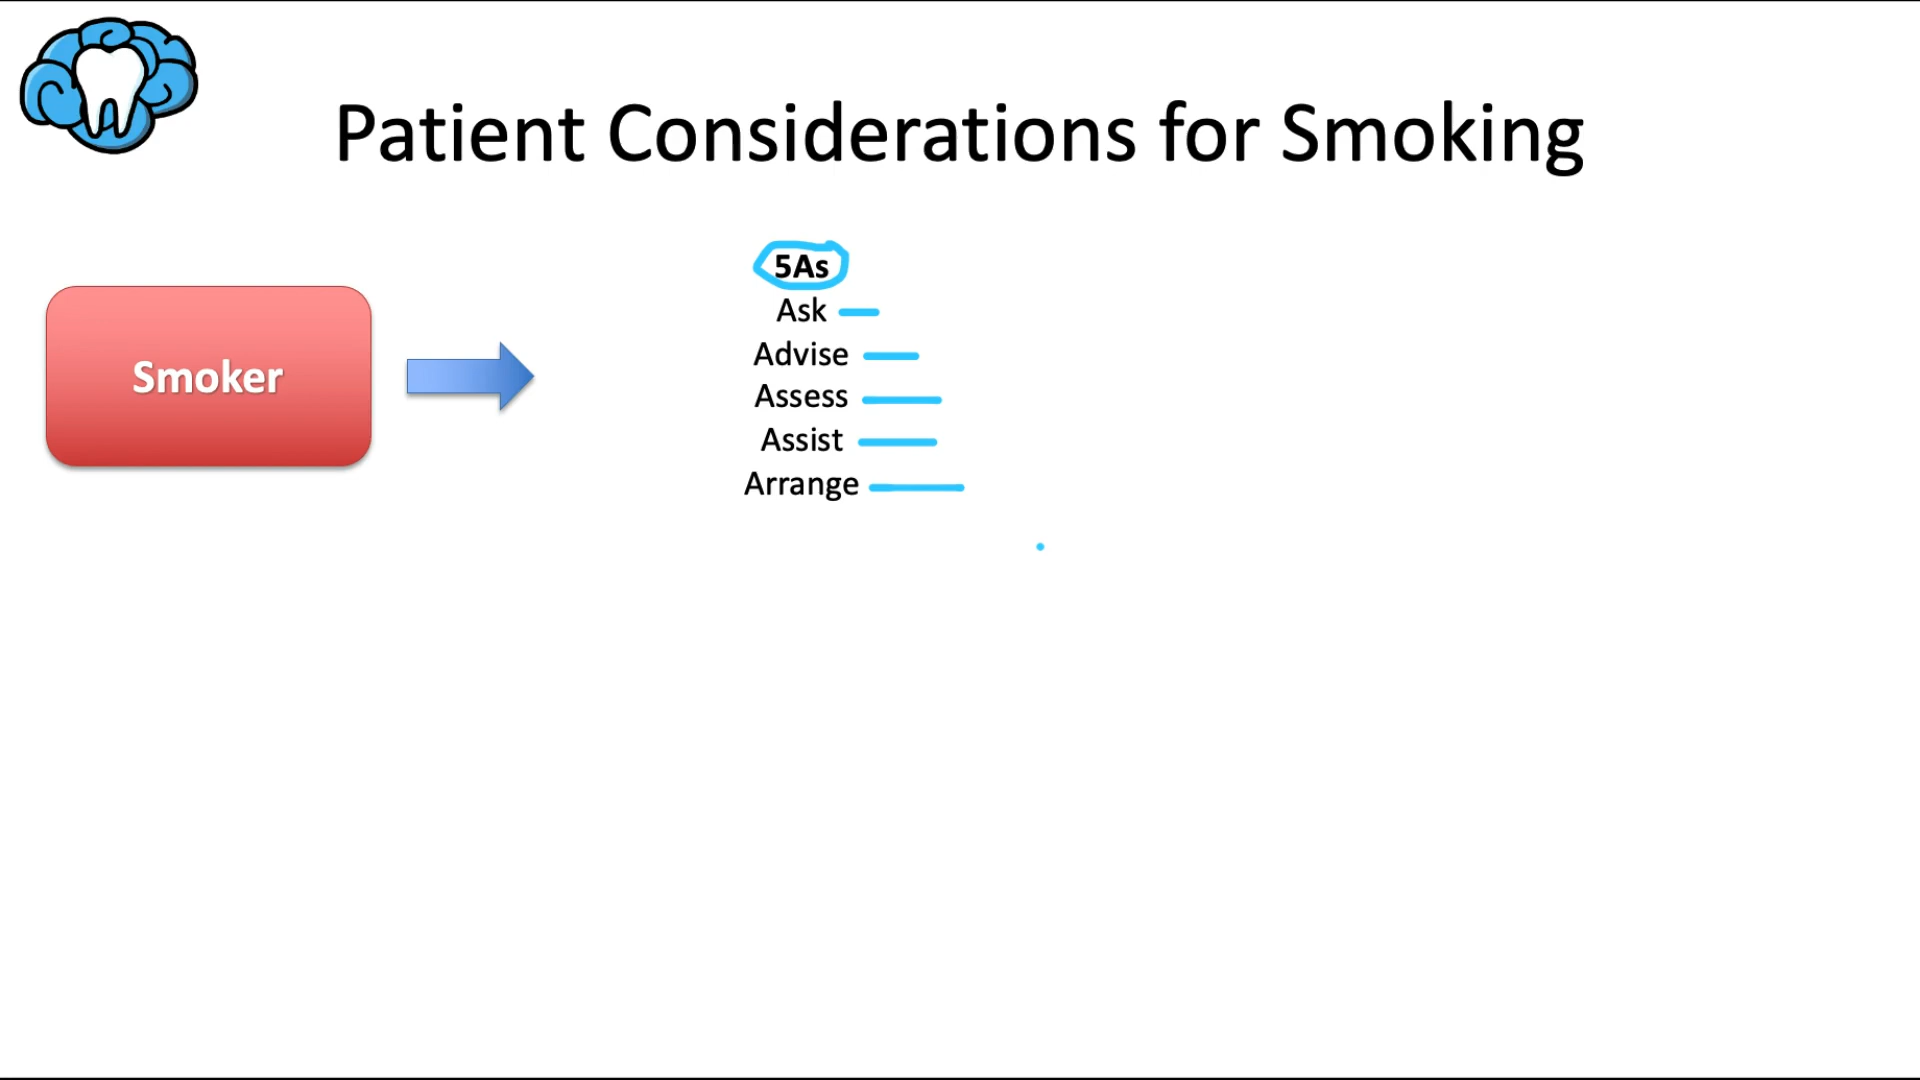 Patient Considerations for Smoking
Smoker
5As
Ask
Advise
Assess
Assist
Arrange